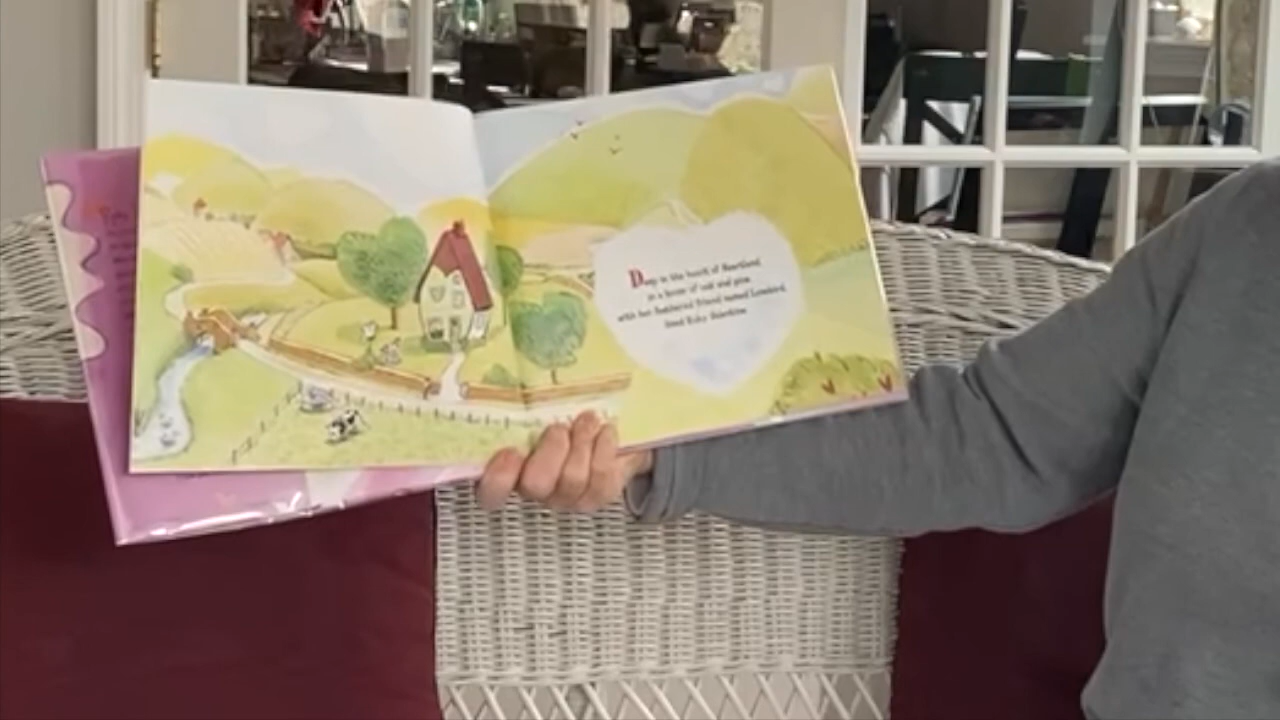 Deep in the heart of Heartland,
in a house of oak and pine
with her feathered friend named Lovebird
lived Ruby Valentine.